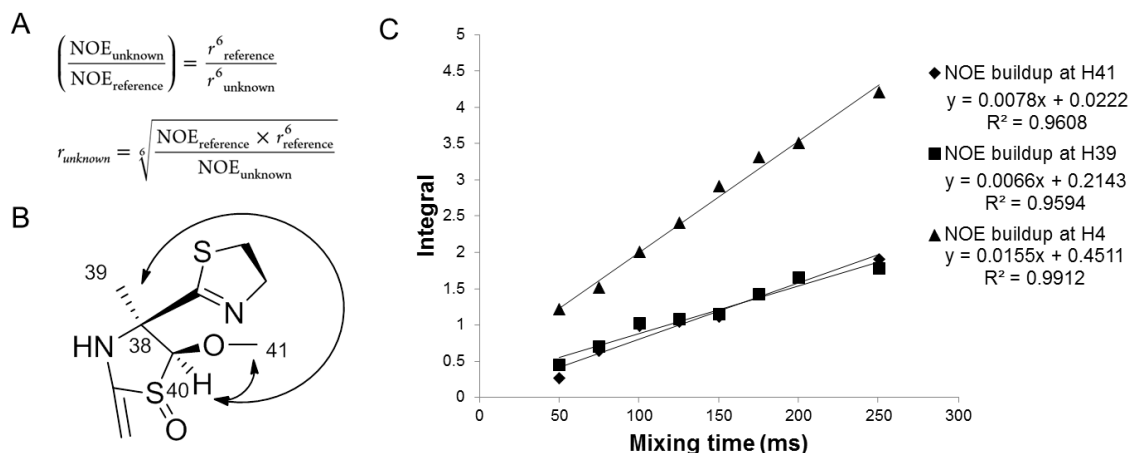 A
(NOE_unknown / NOE_reference) = r^6_reference / r^6_unknown
r_unknown = ⁶√(NOE_reference × r^6_reference / NOE_unknown)
B
39
S
N
HN
38
O
41
S
40
H
O
C
Integral
5
4.5
4
3.5
3
2.5
2
1.5
1
0.5
0
0 50 100 150 200 250 300
Mixing time (ms)
NOE buildup at H41
y = 0.0078x + 0.0222
R² = 0.9608
NOE buildup at H39
y = 0.0066x + 0.2143
R² = 0.9594
NOE buildup at H4
y = 0.0155x + 0.4511
R² = 0.9912